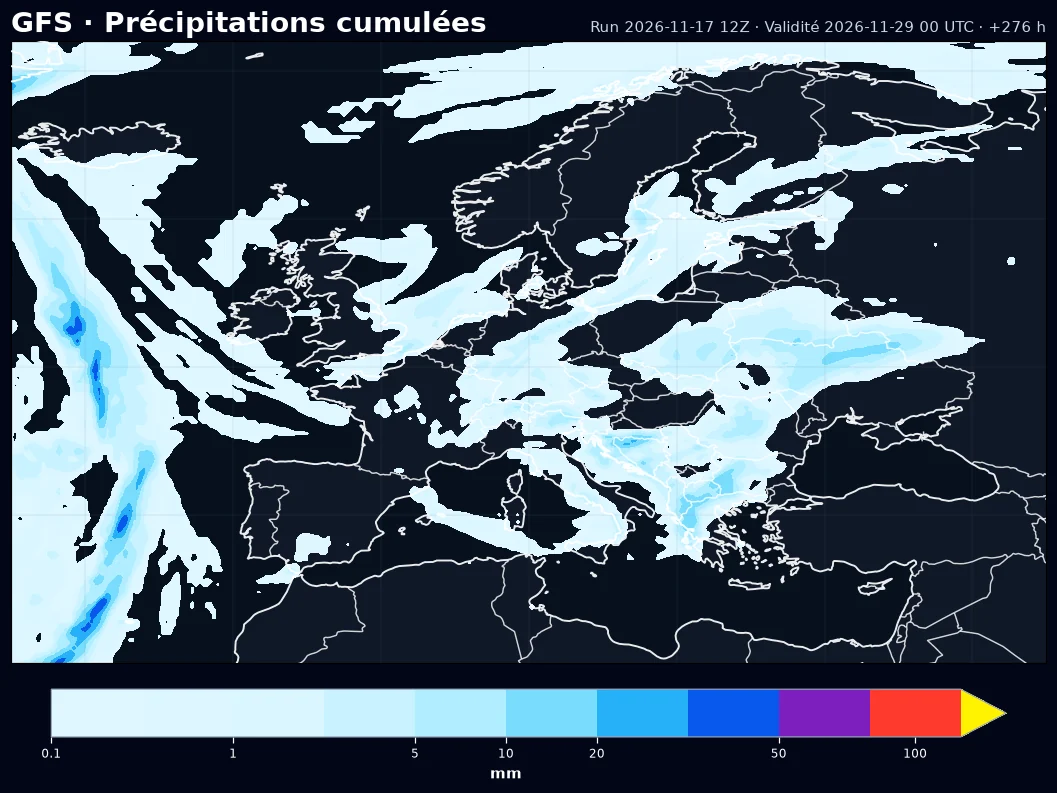 GFS · Précipitations cumulées
Run 2026-11-17 12Z · Validité 2026-11-29 00 UTC · +276 h
0.1 1 5 10 20 50 100
mm